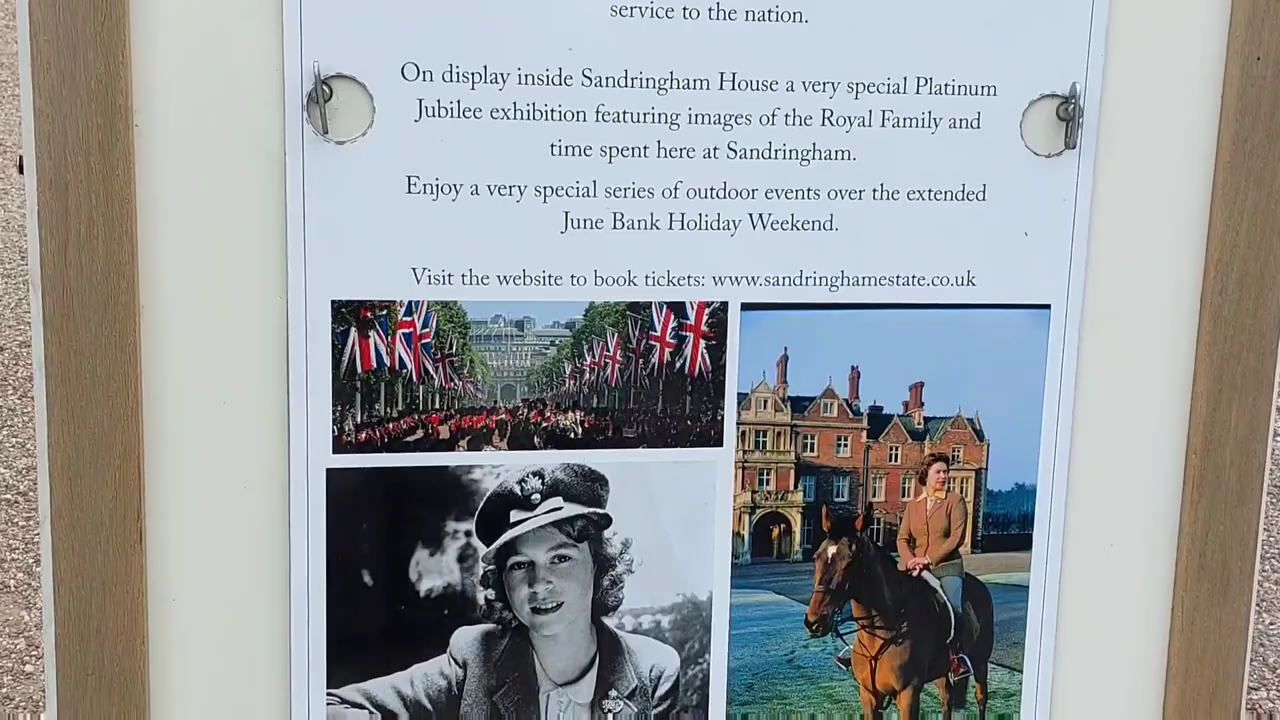 service to the nation.
On display inside Sandringham House a very special Platinum
Jubilee exhibition featuring images of the Royal Family and
time spent here at Sandringham.
Enjoy a very special series of outdoor events over the extended
June Bank Holiday Weekend.
Visit the website to book tickets: www.sandringhamestate.co.uk